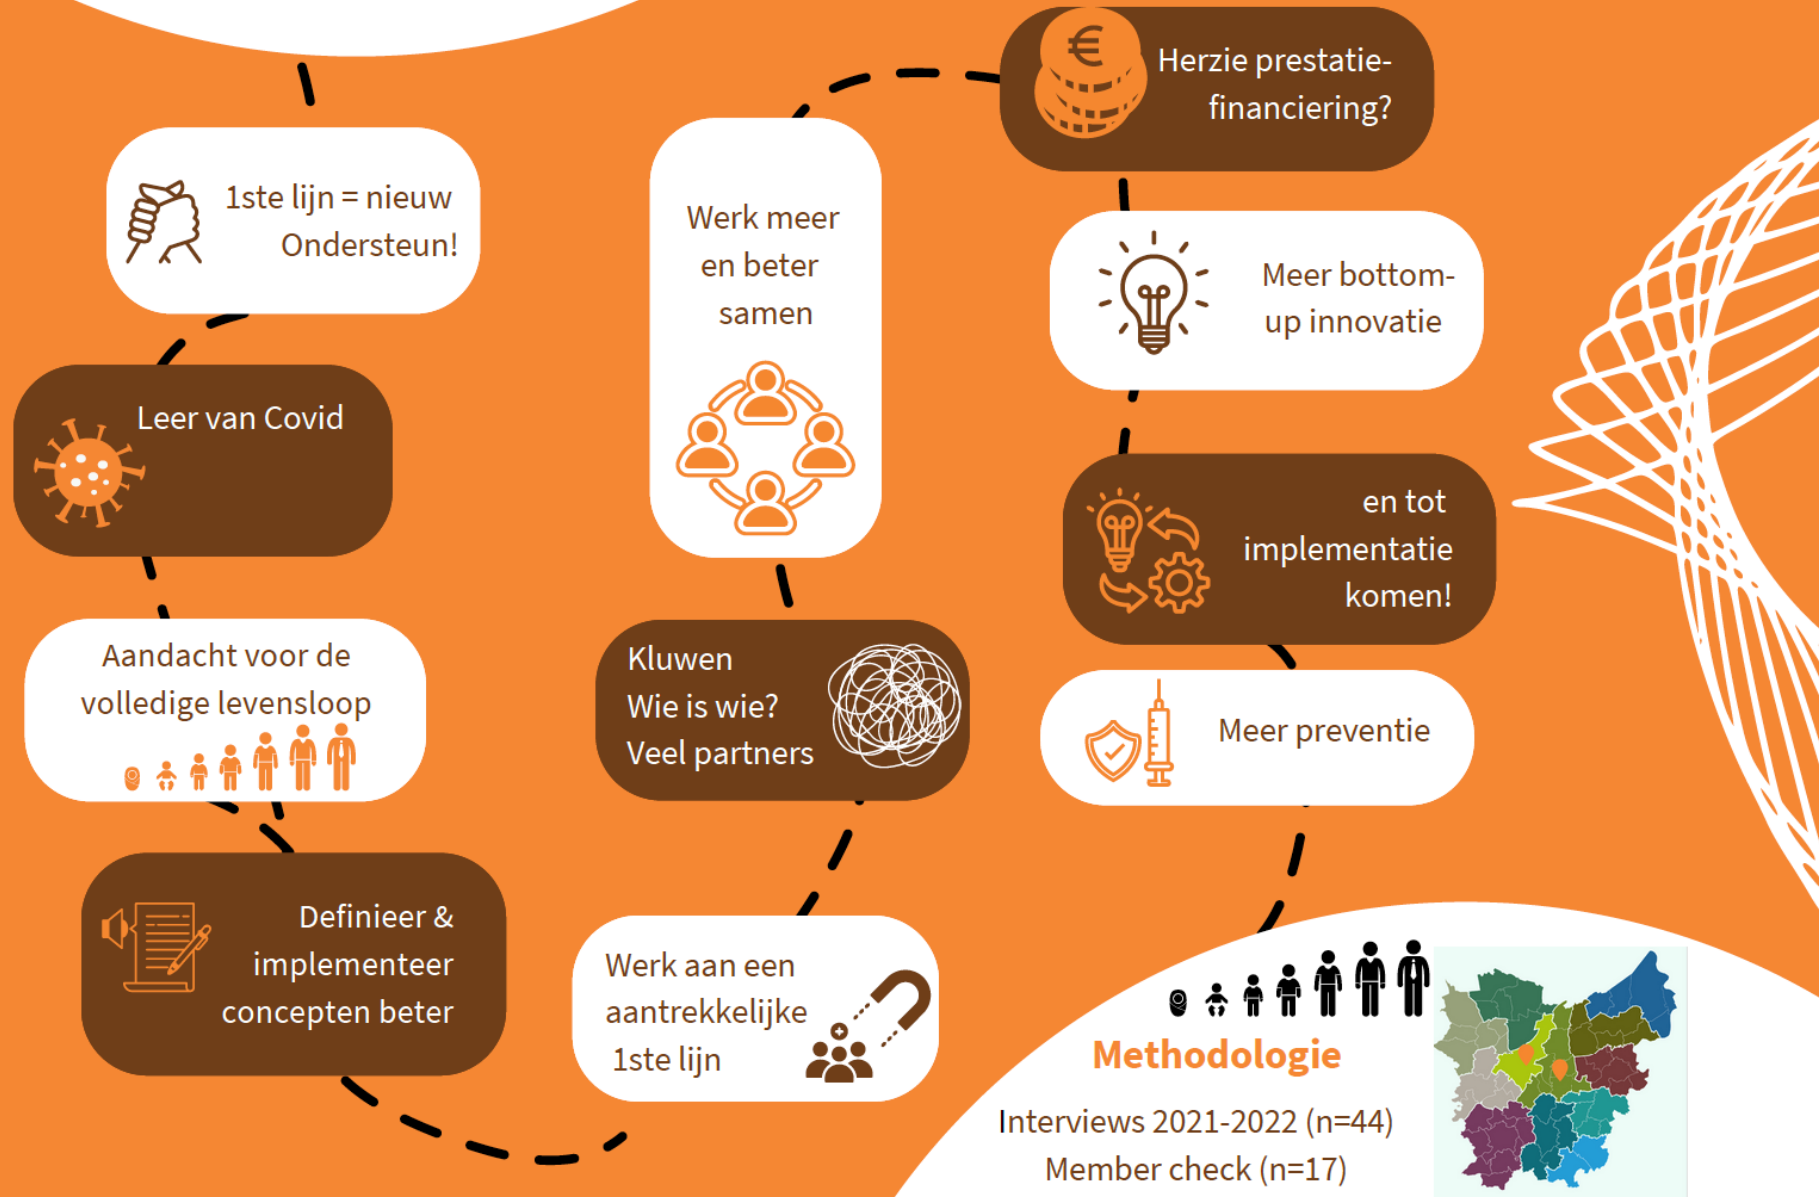 1ste lijn = nieuw
Ondersteun!
Leer van Covid
Aandacht voor de
volledige levensloop
Definieer &
implementeer
concepten beter
Werk aan een
aantrekkelijke
1ste lijn
Kluwen
Wie is wie?
Veel partners
Werk meer
en beter
samen
€
Herzie prestatie-
financiering?
Meer bottom-
up innovatie
en tot
implementatie
komen!
Meer preventie
Methodologie
Interviews 2021-2022 (n=44)
Member check (n=17)